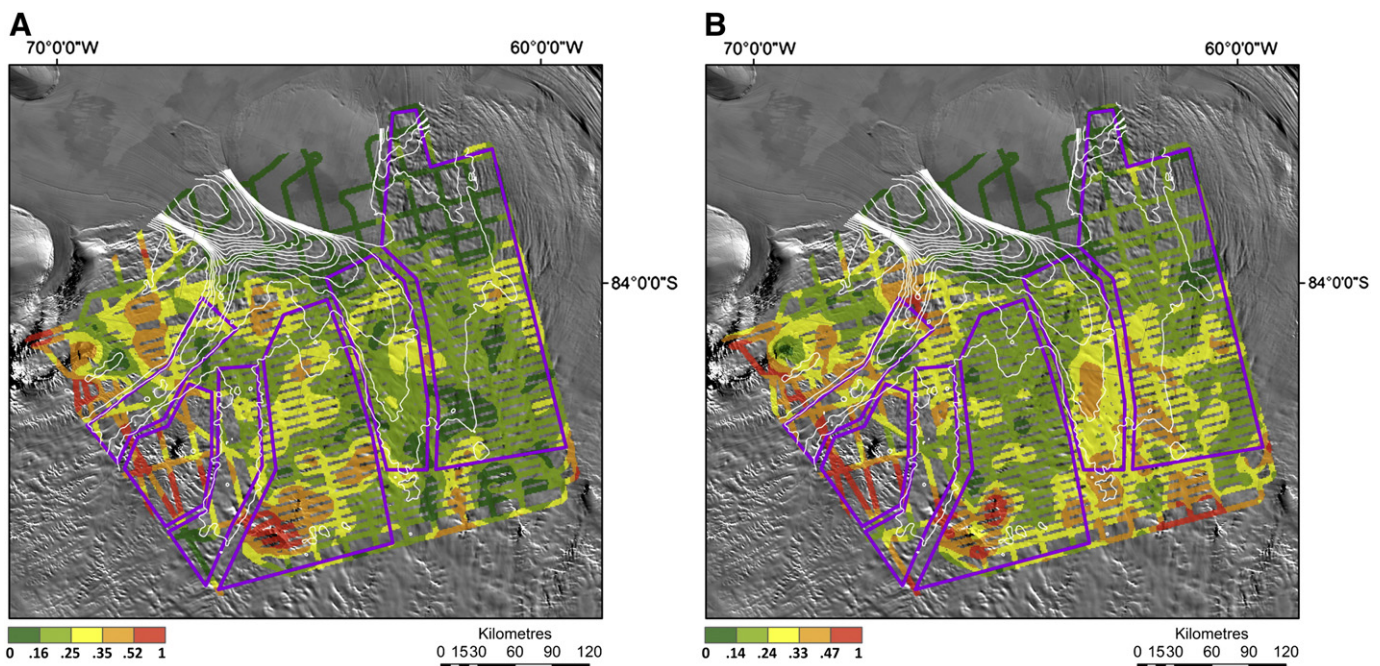 A
B
70°0'0"W 60°0'0"W
70°0'0"W 60°0'0"W
84°0'0"S
84°0'0"S
0 .16 .25 .35 .52 1
Kilometres
0 15 30 60 90 120
0 .14 .24 .33 .47 1
Kilometres
0 15 30 60 90 120